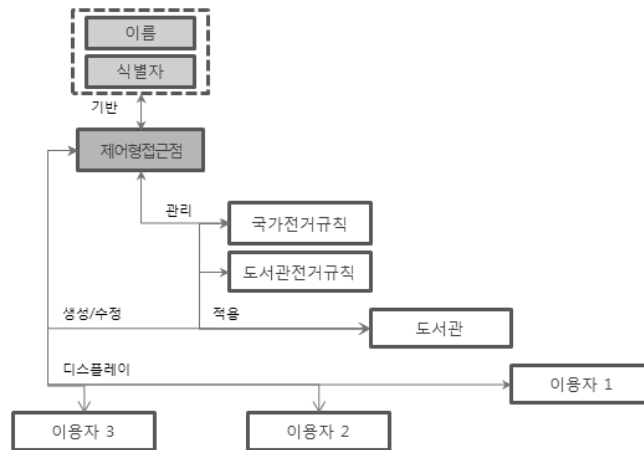 이름
식별자
기반
제어형접근점
관리
국가전거규칙
도서관전거규칙
생성/수정
적용
도서관
디스플레이
이용자 1
이용자 3
이용자 2